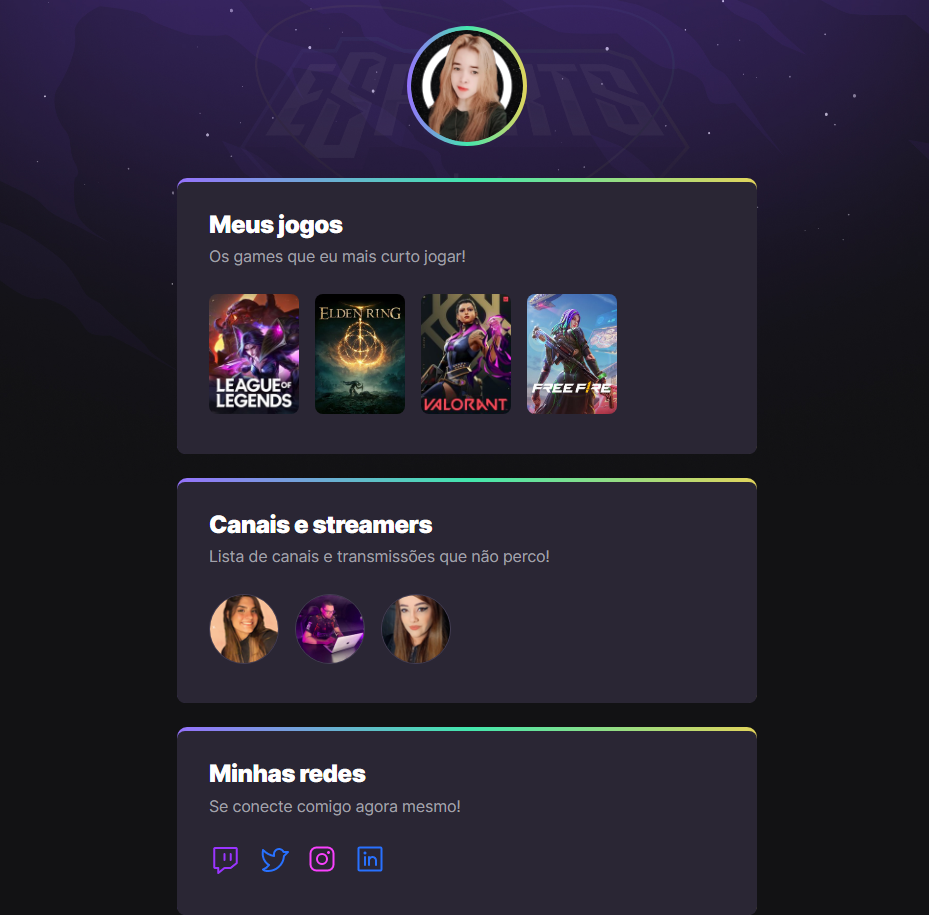 ESPORTS
Meus jogos
Os games que eu mais curto jogar!
LEAGUE OF
LEGENDS
ELDEN RING
VALORANT
FREE FIRE
Canais e streamers
Lista de canais e transmissões que não perco!
Minhas redes
Se conecte comigo agora mesmo!
in